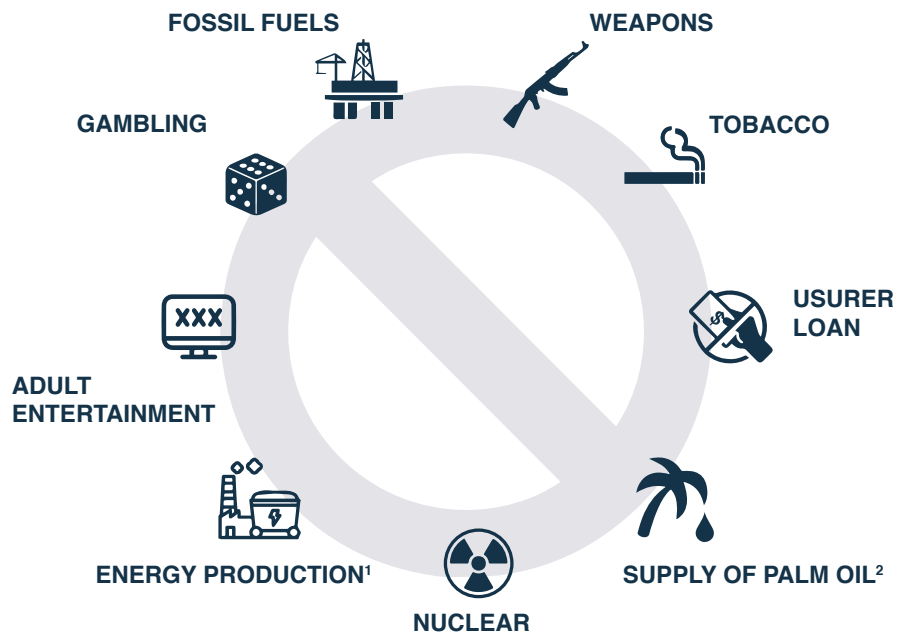 FOSSIL FUELS
WEAPONS
GAMBLING
TOBACCO
XXX
$
USURER
LOAN
ADULT
ENTERTAINMENT
ENERGY PRODUCTION¹
SUPPLY OF PALM OIL²
NUCLEAR